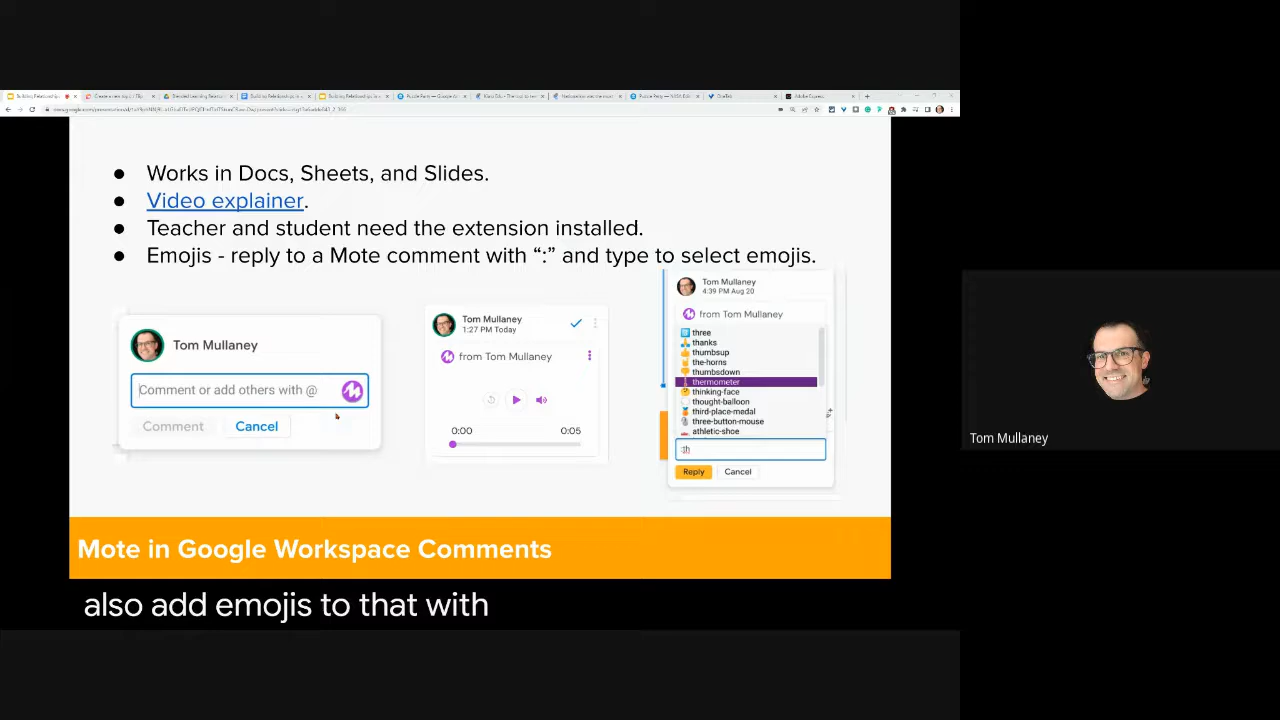 ● Works in Docs, Sheets, and Slides.
● Video explainer.
● Teacher and student need the extension installed.
● Emojis - reply to a Mote comment with “:” and type to select emojis.
Tom Mullaney
Comment or add others with @
Comment Cancel
Tom Mullaney
1:27 PM Today
from Tom Mullaney
0:00 0:05
Tom Mullaney
4:39 PM Aug 20
from Tom Mullaney
three
thanks
thumbsup
the-horns
thumbsdown
thermometer
thinking-face
thought-balloon
third-place-medal
three-button-mouse
athletic-shoe
:th
Reply Cancel
Mote in Google Workspace Comments
also add emojis to that with
Tom Mullaney